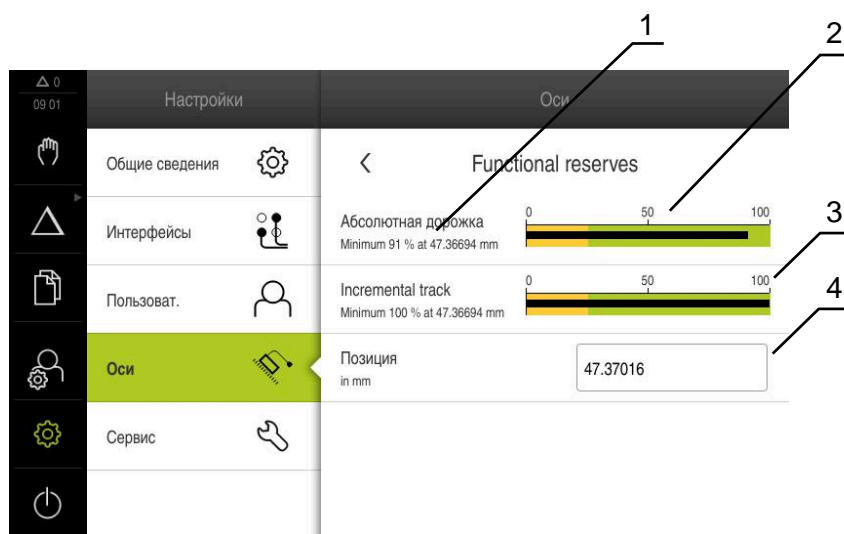 1
2
△ 0
09 01
Настройки
Оси
Общие сведения
Functional reserves
Абсолютная дорожка
Minimum 91 % at 47.36694 mm
0 50 100
3
Интерфейсы
Incremental track
Minimum 100 % at 47.36694 mm
0 50 100
4
Пользоват.
Позиция
in mm
47.37016
Оси
Сервис